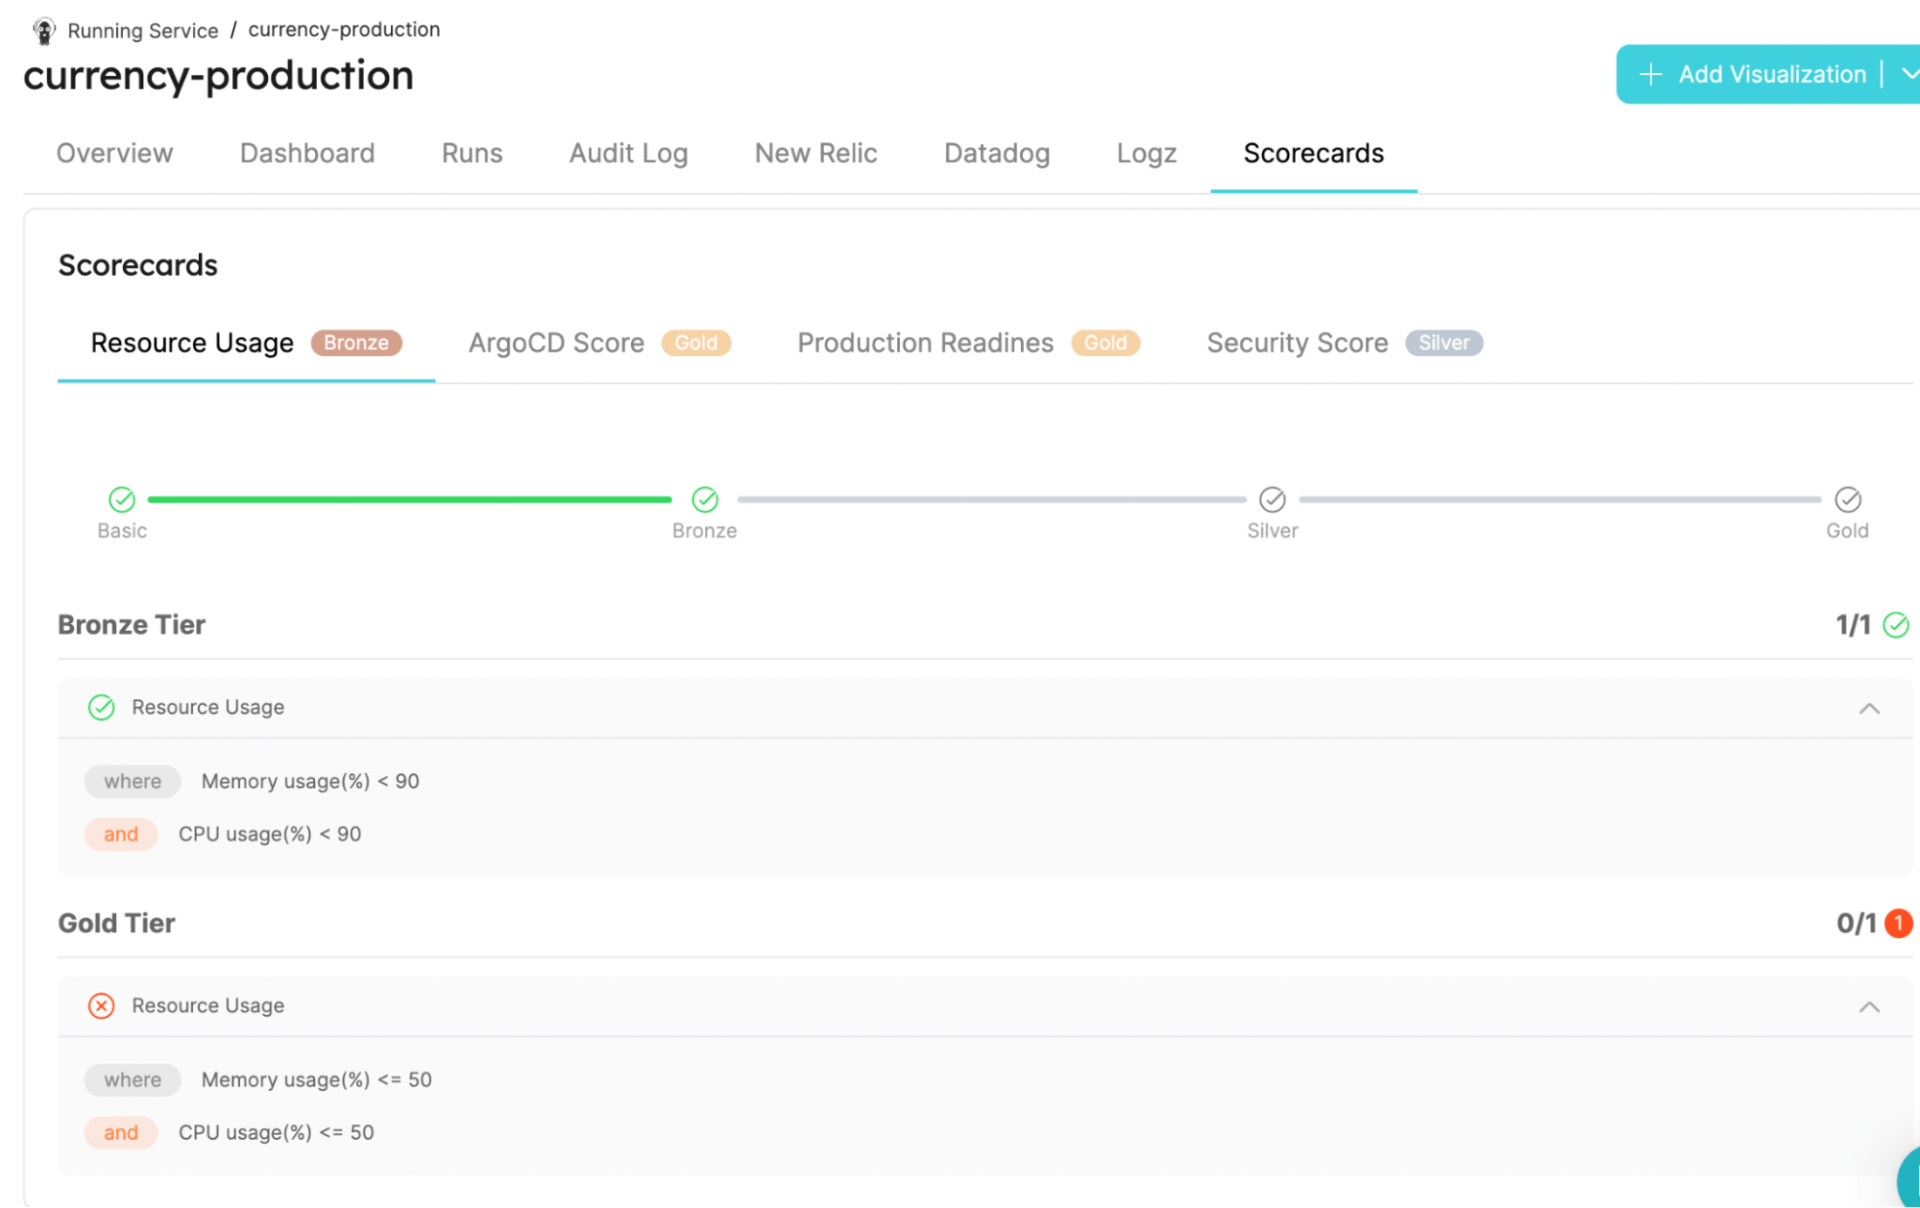 Running Service / currency-production
currency-production
+ Add Visualization
Overview Dashboard Runs Audit Log New Relic Datadog Logz Scorecards
Scorecards
Resource Usage Bronze ArgoCD Score Gold Production Readines Gold Security Score Silver
Basic Bronze Silver Gold
Bronze Tier 1/1
Resource Usage
where Memory usage(%) < 90
and CPU usage(%) < 90
Gold Tier 0/1 1
Resource Usage
where Memory usage(%) <= 50
and CPU usage(%) <= 50